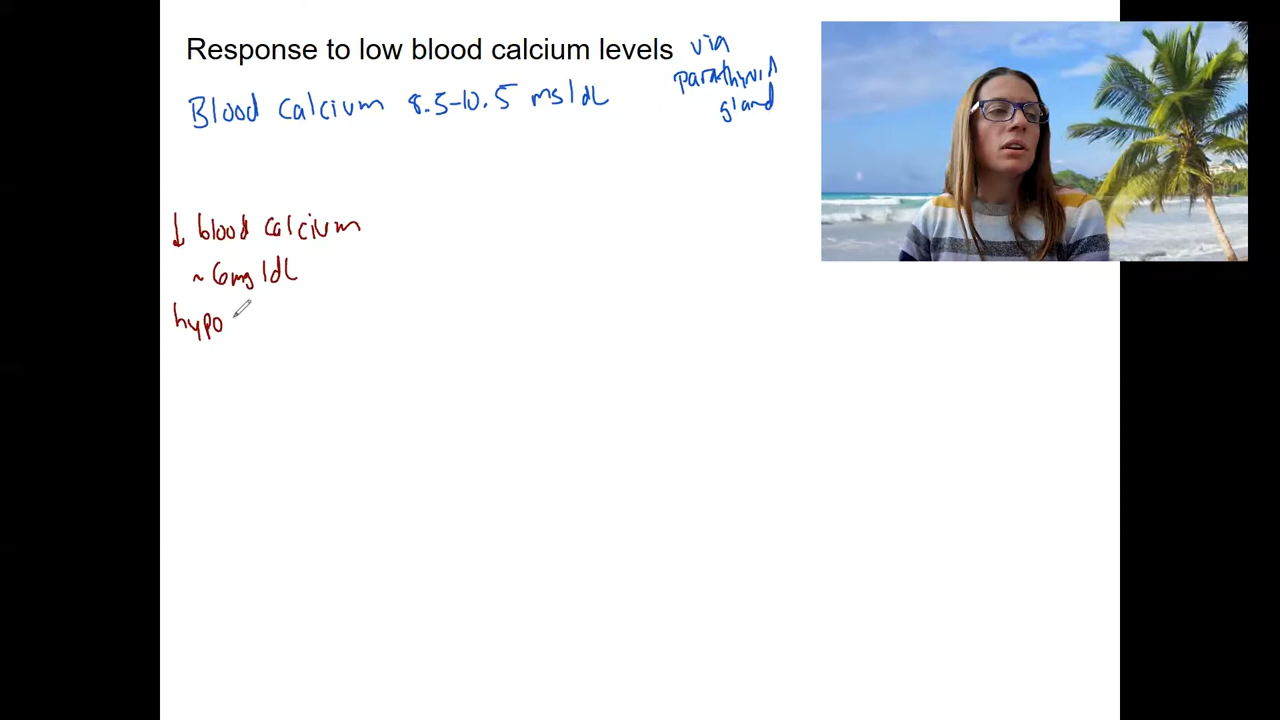 Response to low blood calcium levels via
parathyroid
gland
Blood Calcium 8.5-10.5 mg/dL
↓ blood calcium
~ 6mg/dL
hypo